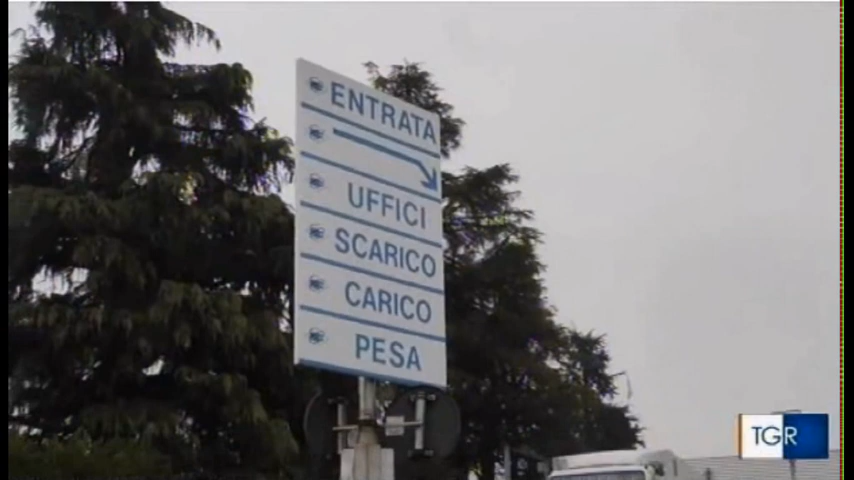 ENTRATA
UFFICI
SCARICO
CARICO
PESA
TGR